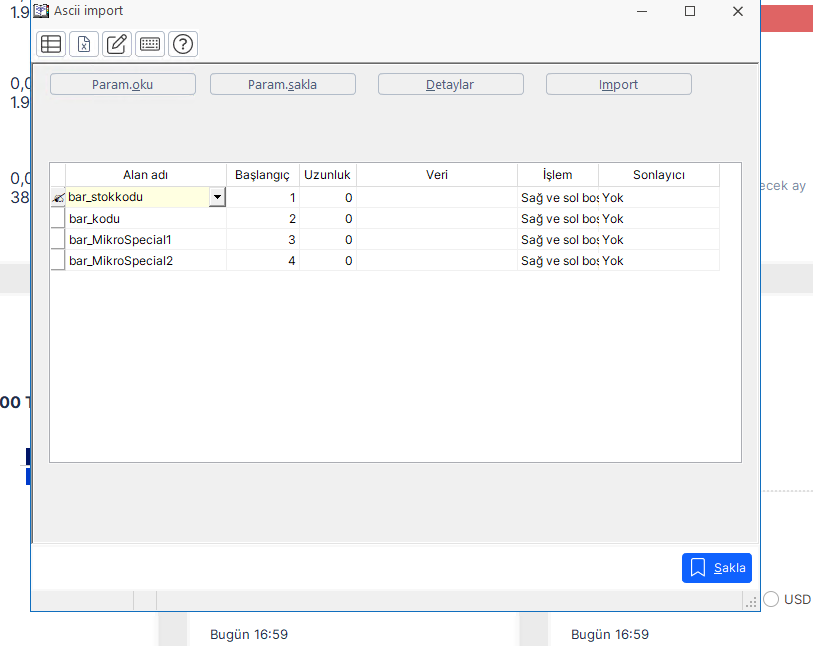 1.9
Ascii import
Param.oku Param.sakla Detaylar Import
0,0
1.9
Alan adı Başlangıç Uzunluk Veri İşlem Sonlayıcı
0,0
ecek ay
38
bar_stokkodu 1 0 Sağ ve sol boş Yok
bar_kodu 2 0 Sağ ve sol boş Yok
bar_MikroSpecial1 3 0 Sağ ve sol boş Yok
bar_MikroSpecial2 4 0 Sağ ve sol boş Yok
00 T
Sakla
USD
Bugün 16:59 Bugün 16:59